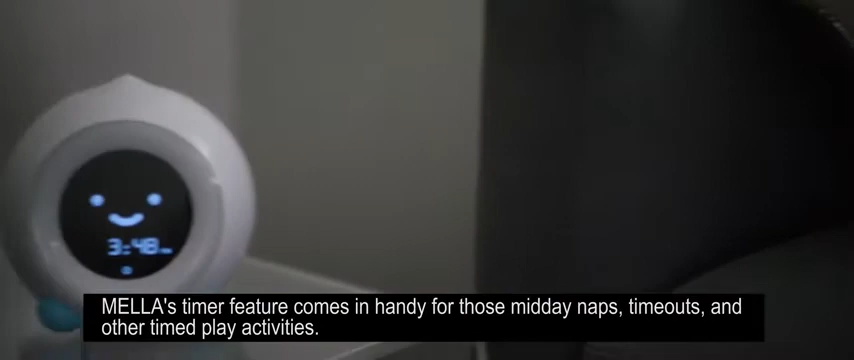 3:48
MELLA's timer feature comes in handy for those midday naps, timeouts, and
other timed play activities.